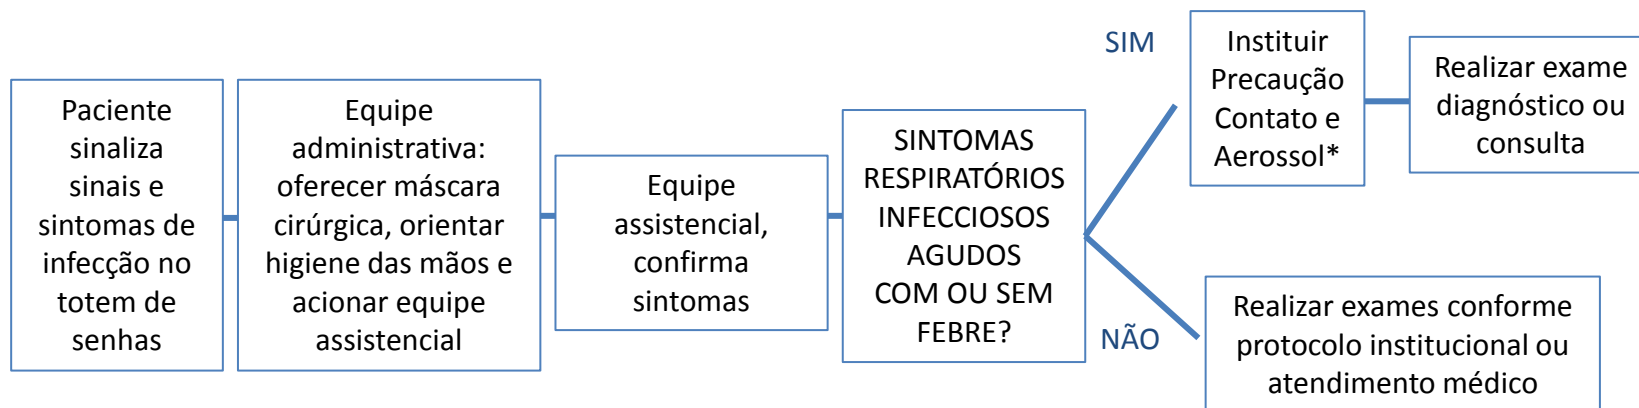 Paciente
sinaliza
sinais e
sintomas de
infecção no
totem de
senhas
Equipe
administrativa:
oferecer máscara
cirúrgica, orientar
higiene das mãos e
acionar equipe
assistencial
Equipe
assistencial,
confirma
sintomas
SINTOMAS
RESPIRATÓRIOS
INFECCIOSOS
AGUDOS
COM OU SEM
FEBRE?
SIM
Instituir
Precaução
Contato e
Aerossol*
Realizar exame
diagnóstico ou
consulta
NÃO
Realizar exames conforme
protocolo institucional ou
atendimento médico